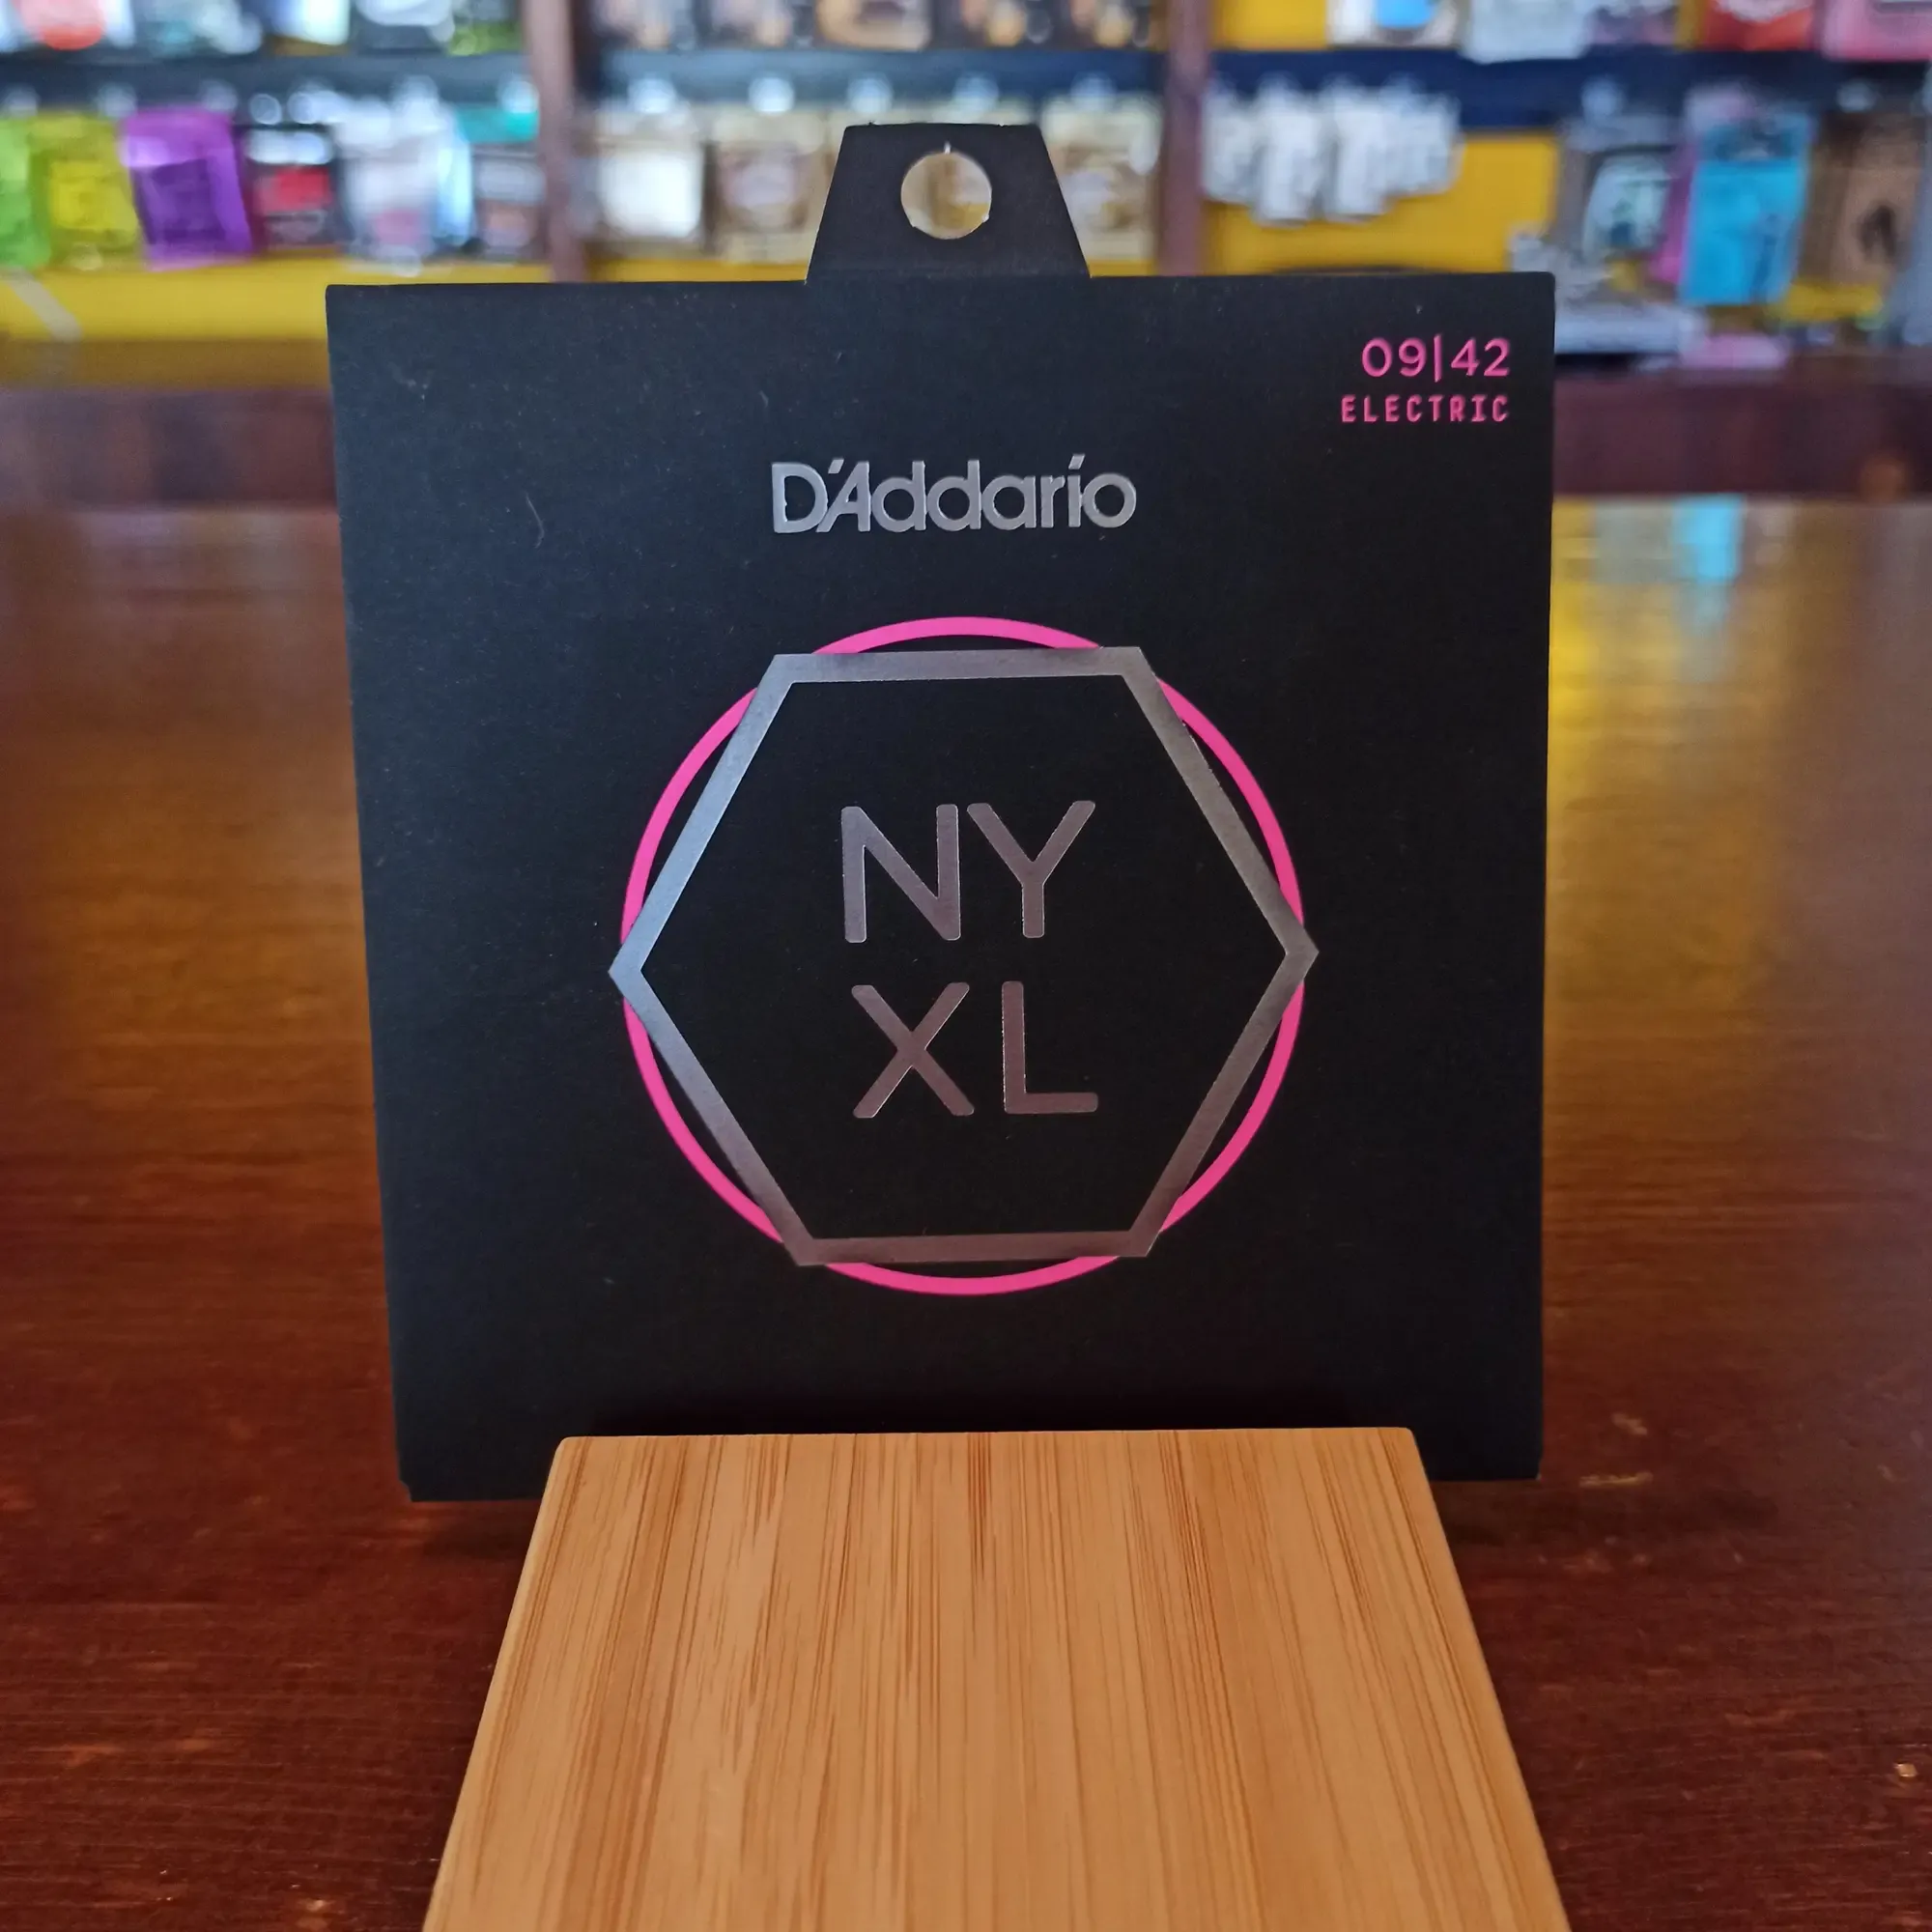 09|42
ELECTRIC
D'Addario
NY
XL